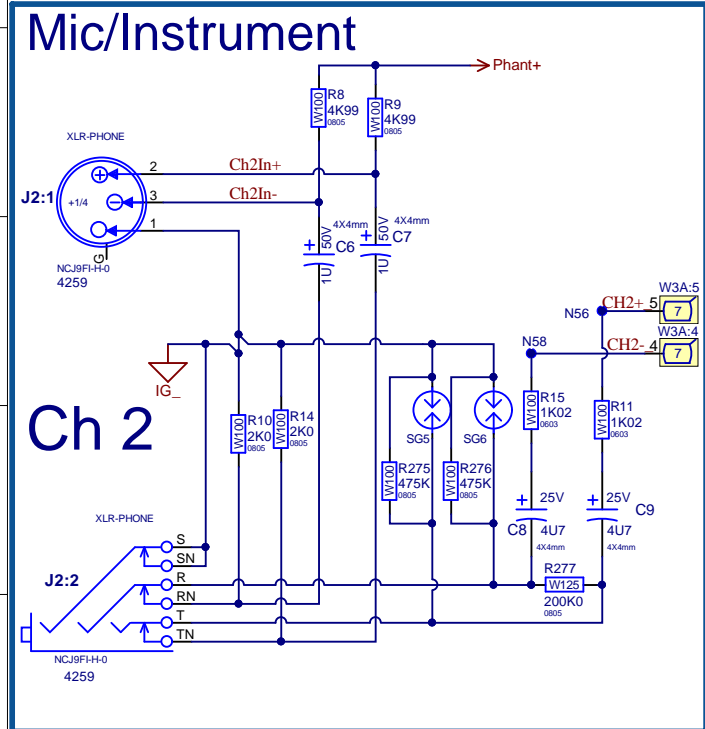 Mic/Instrument
Phant+
R8
4K99
0805
W100
R9
4K99
0805
W100
XLR-PHONE
2
Ch2In+
3
Ch2In-
1
J2:1
+1/4
G
NCJ9FI-H-0
4259
50V
4X4mm
C6
1U
50V
4X4mm
C7
1U
W3A:5
CH2+
5
7
N56
W3A:4
CH2-
4
7
N58
IG_
Ch 2
R10
2K0
0805
W100
R14
2K0
0805
W100
SG5
SG6
R15
1K02
0603
W100
R11
1K02
0603
W100
R275
475K
0805
W100
R276
475K
0805
W100
25V
C8
4U7
4X4mm
25V
C9
4U7
4X4mm
R277
W125
200K0
0805
XLR-PHONE
S
SN
R
RN
T
TN
J2:2
NCJ9FI-H-0
4259